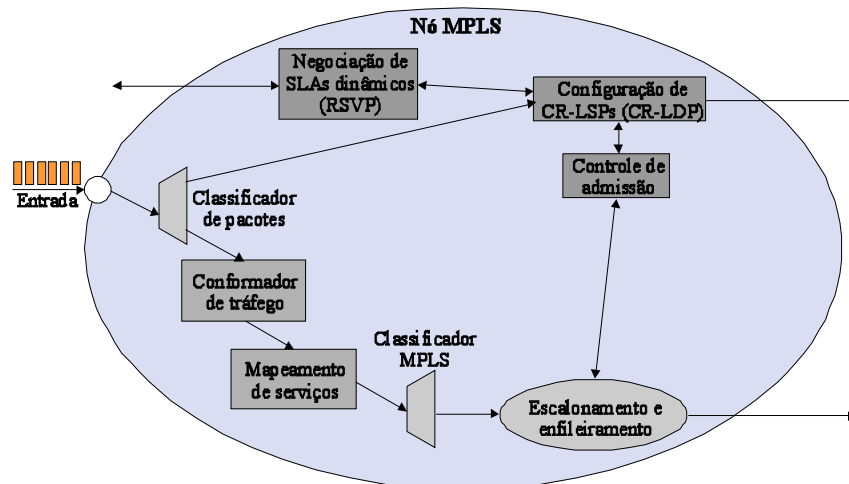 Nó MPLS
Negociação de
SLAs dinâmicos
(RSVP)
Configuração de
CR-LSPs (CR-LDP)
Controle de
admissão
Entrada
Classificador
de pacotes
Conformador
de tráfego
Mapeamento
de serviços
Classificador
MPLS
Escalonamento e
enfileiramento